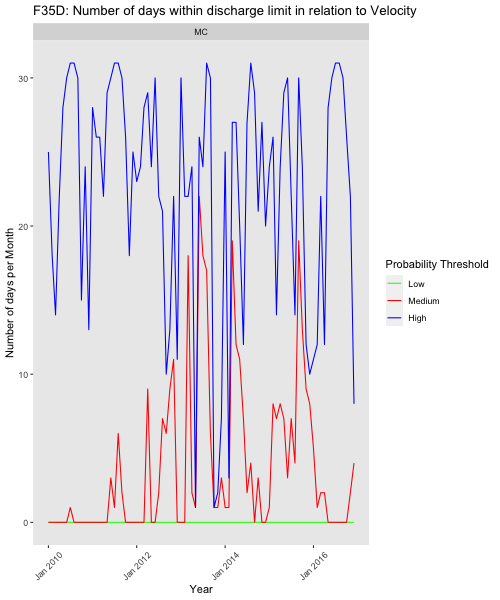 F35D: Number of days within discharge limit in relation to Velocity
MC
Number of days per Month
30
20
10
0
Jan 2010
Jan 2012
Jan 2014
Jan 2016
Year
Probability Threshold
Low
Medium
High